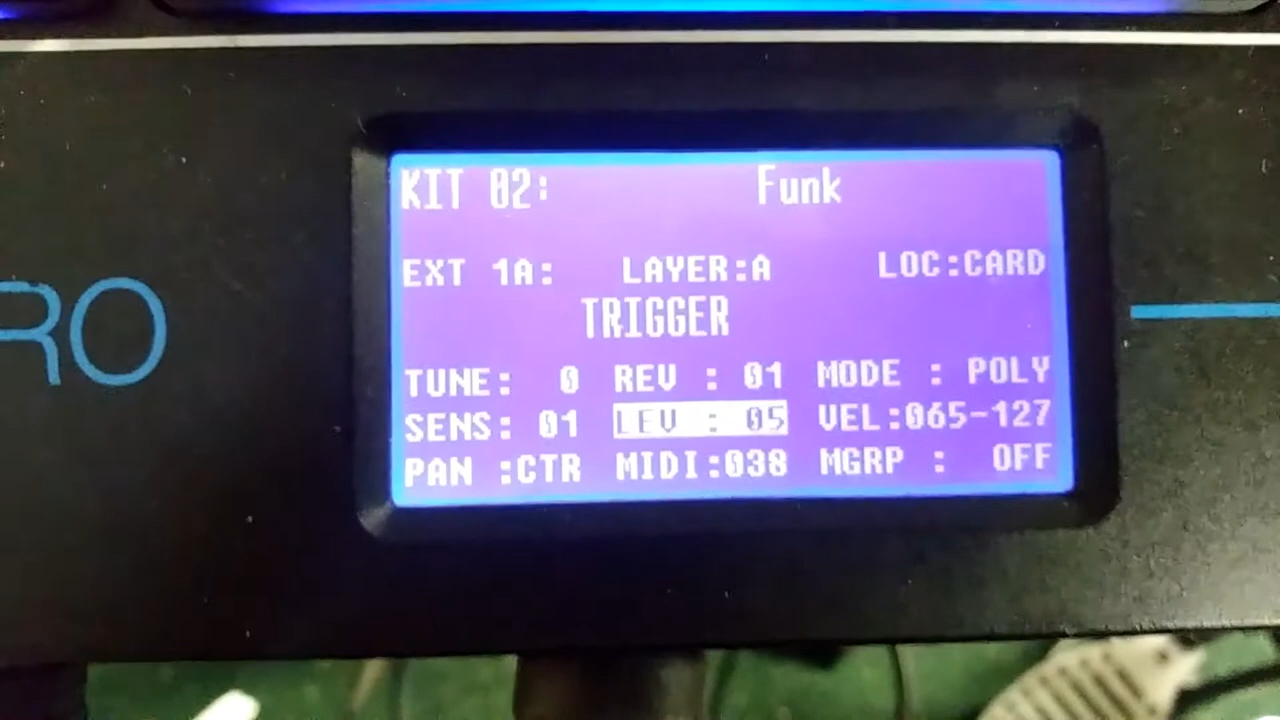 KIT 02: Funk
EXT 1A: LAYER:A LOC:CARD
TRIGGER
TUNE: 0 REV : 01 MODE : POLY
SENS: 01 LEV : 05 VEL:065-127
PAN :CTR MIDI:038 MGRP : OFF
RO